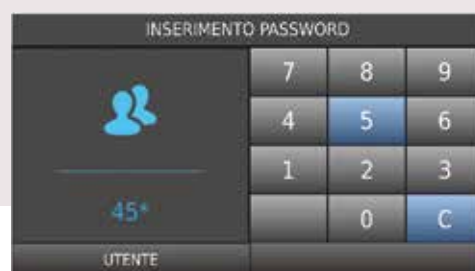 INSERIMENTO PASSWORD
7 8 9
4 5 6
1 2 3
45*
0 C
UTENTE